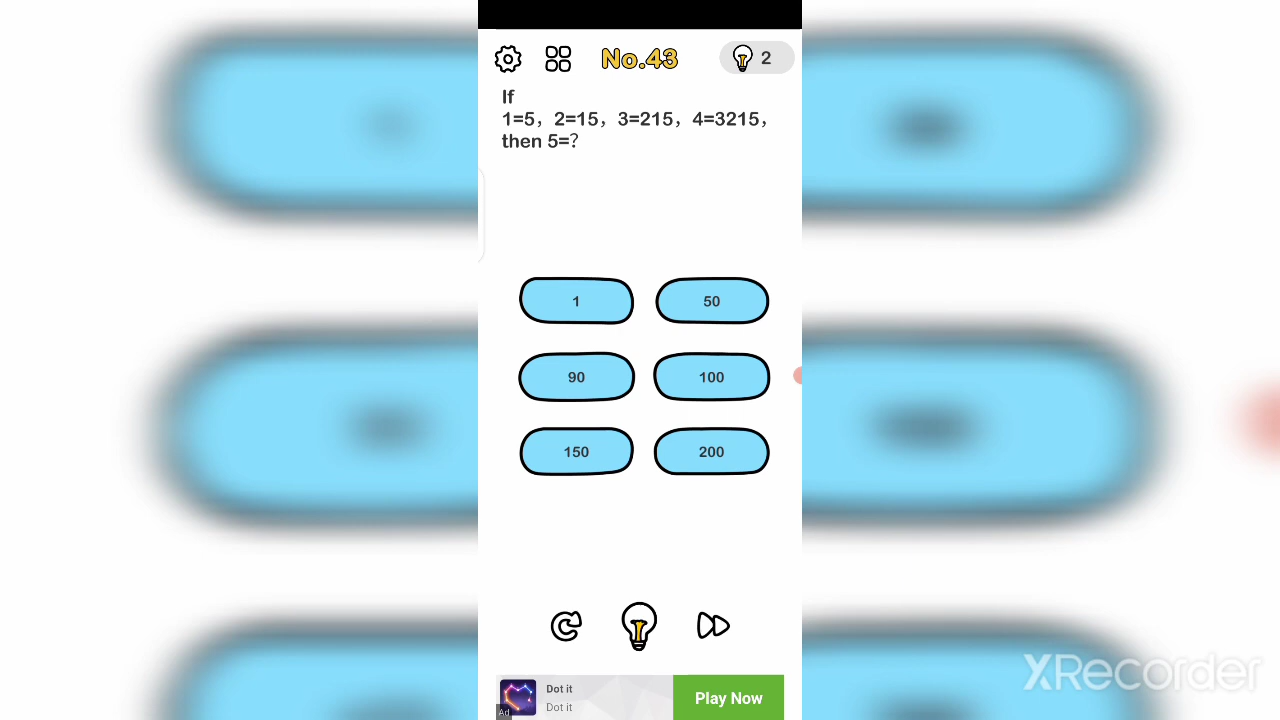 No.43
2
If
1=5, 2=15, 3=215, 4=3215,
then 5=?
1
50
90
100
150
200
Dot it
Dot it
Ad
Play Now
XRecorder